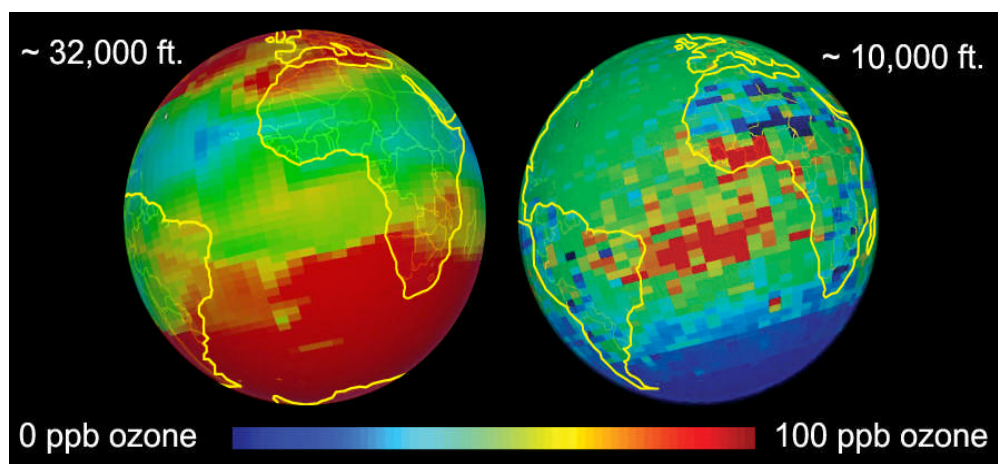 ~ 32,000 ft.
~ 10,000 ft.
0 ppb ozone
100 ppb ozone